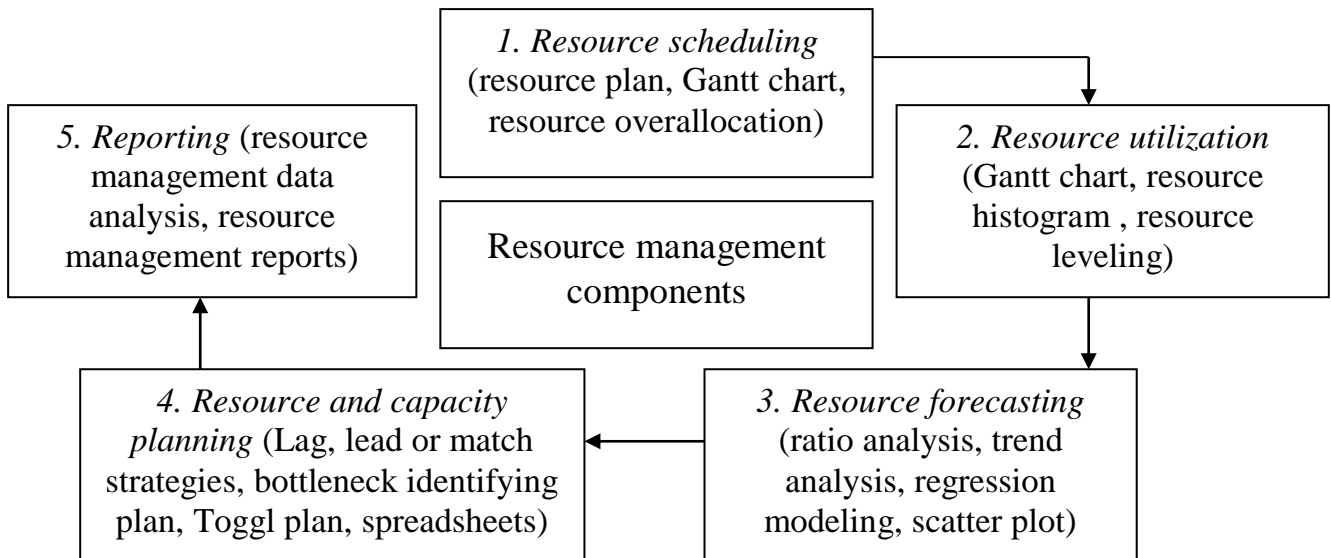 1. Resource scheduling
(resource plan, Gantt chart,
resource overallocation)
2. Resource utilization
(Gantt chart, resource
histogram , resource
leveling)
3. Resource forecasting
(ratio analysis, trend
analysis, regression
modeling, scatter plot)
4. Resource and capacity
planning (Lag, lead or match
strategies, bottleneck identifying
plan, Toggl plan, spreadsheets)
5. Reporting (resource
management data
analysis, resource
management reports)
Resource management
components